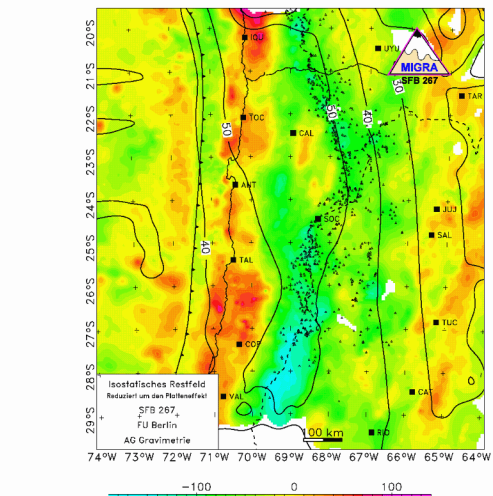 20°S
IQU
UYU
MIGRA
SFB 267
21°S
30
TAR
22°S
TOC
50
50
40
CAL
23°S
ANT
24°S
SOC
JUJ
SAL
25°S
40
TAL
26°S
27°S
COP
TUC
28°S
Isostatisches Restfeld
Reduziert um den Platteneffekt
SFB 267
FU Berlin
AG Gravimetrie
VAL
CAT
29°S
00 km
RIO
74°W 73°W 72°W 71°W 70°W 69°W 68°W 67°W 66°W 65°W 64°W
-100 0 100